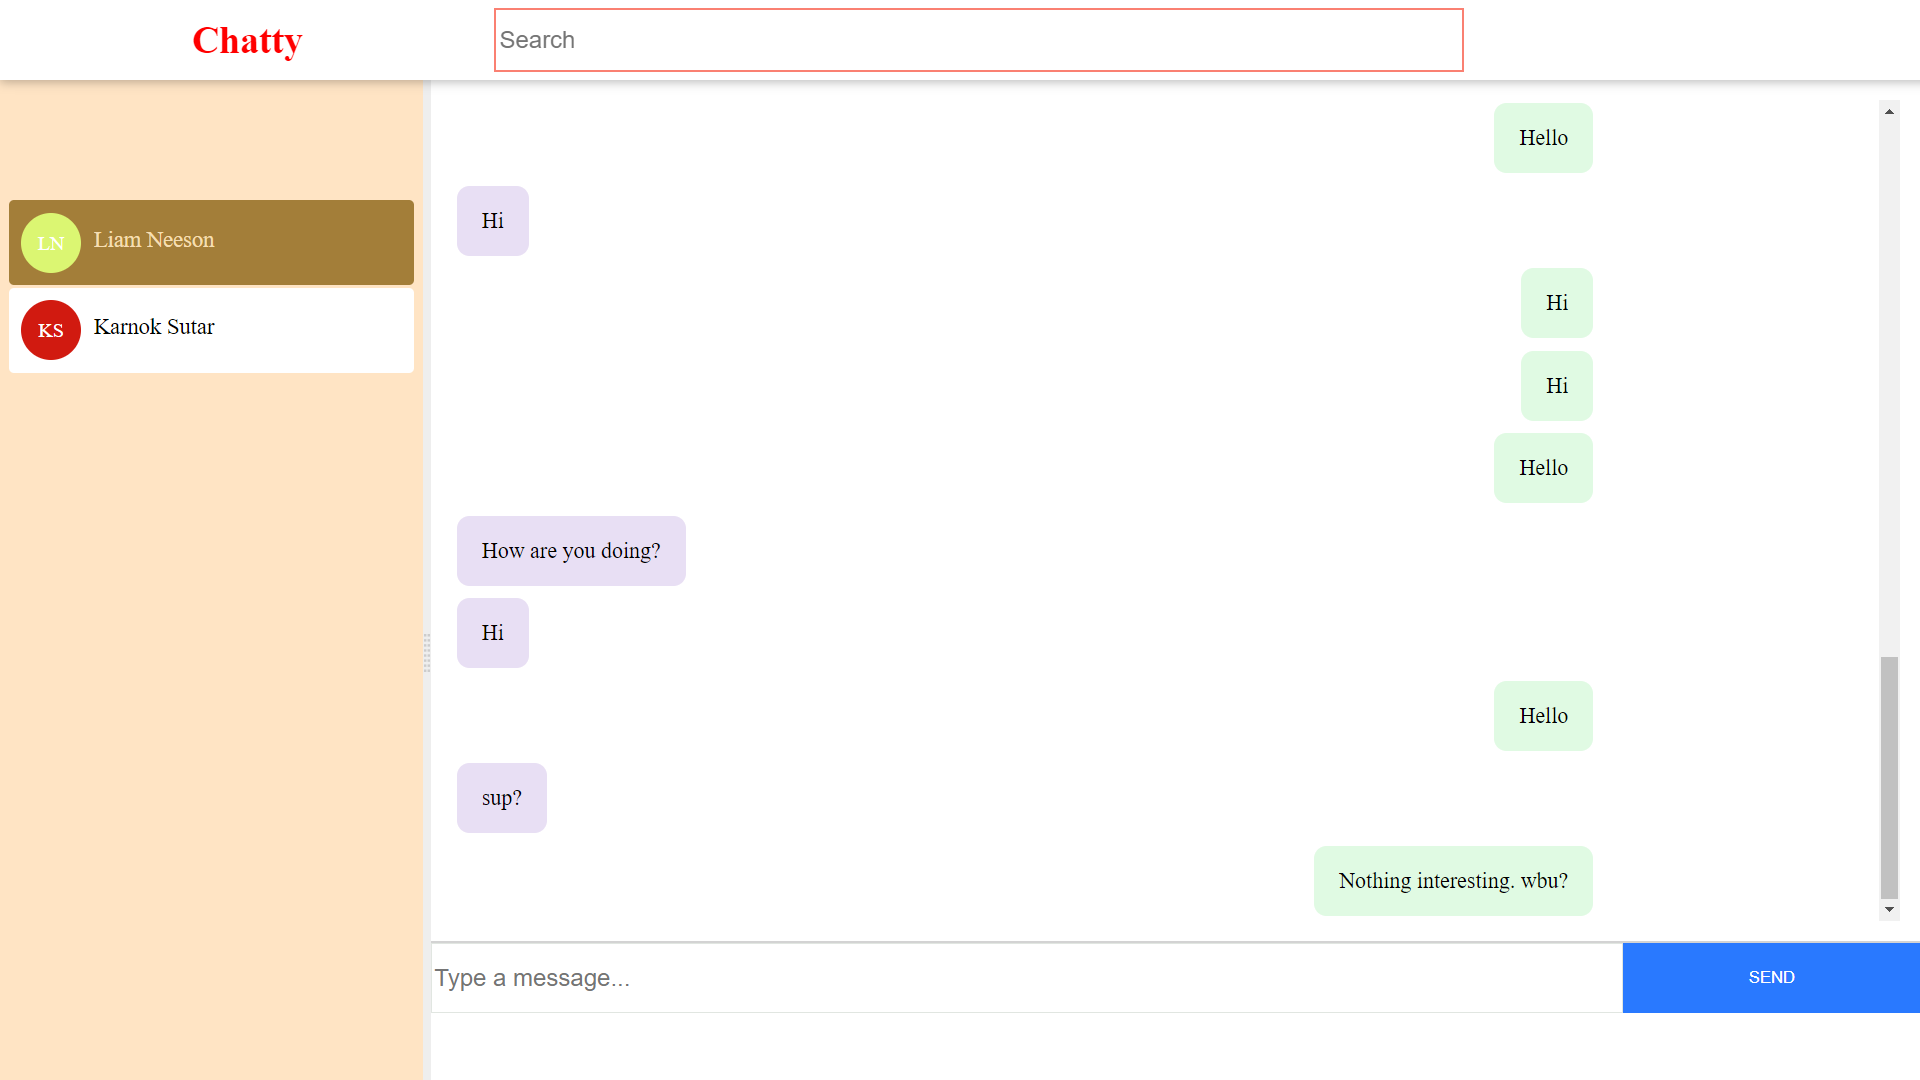 Chatty
Search
LN
Liam Neeson
KS
Karnok Sutar
Hello
Hi
Hi
Hi
Hello
How are you doing?
Hi
Hello
sup?
Nothing interesting. wbu?
Type a message...
SEND